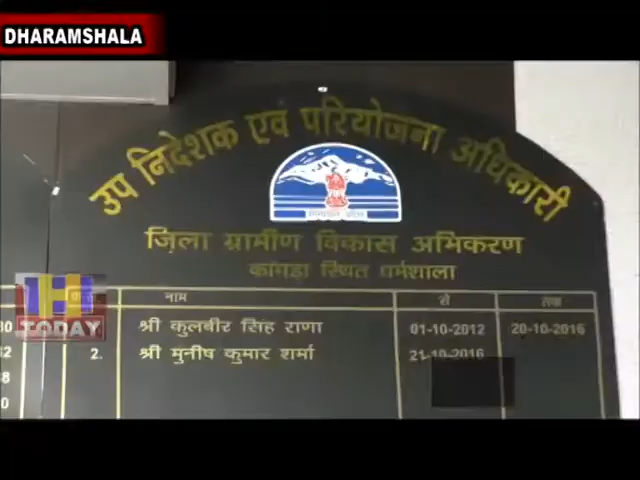 DHARAMSHALA
उप निदेशक एवं परियोजना अधिकारी
जिला ग्रामीण विकास अभिकरण
कांगड़ा स्थित धर्मशाला
नाम से तक
श्री कुलबीर सिंह राणा 01-10-2012 20-10-2016
2. श्री मुनीष कुमार शर्मा 21-10-2016
H
TODAY